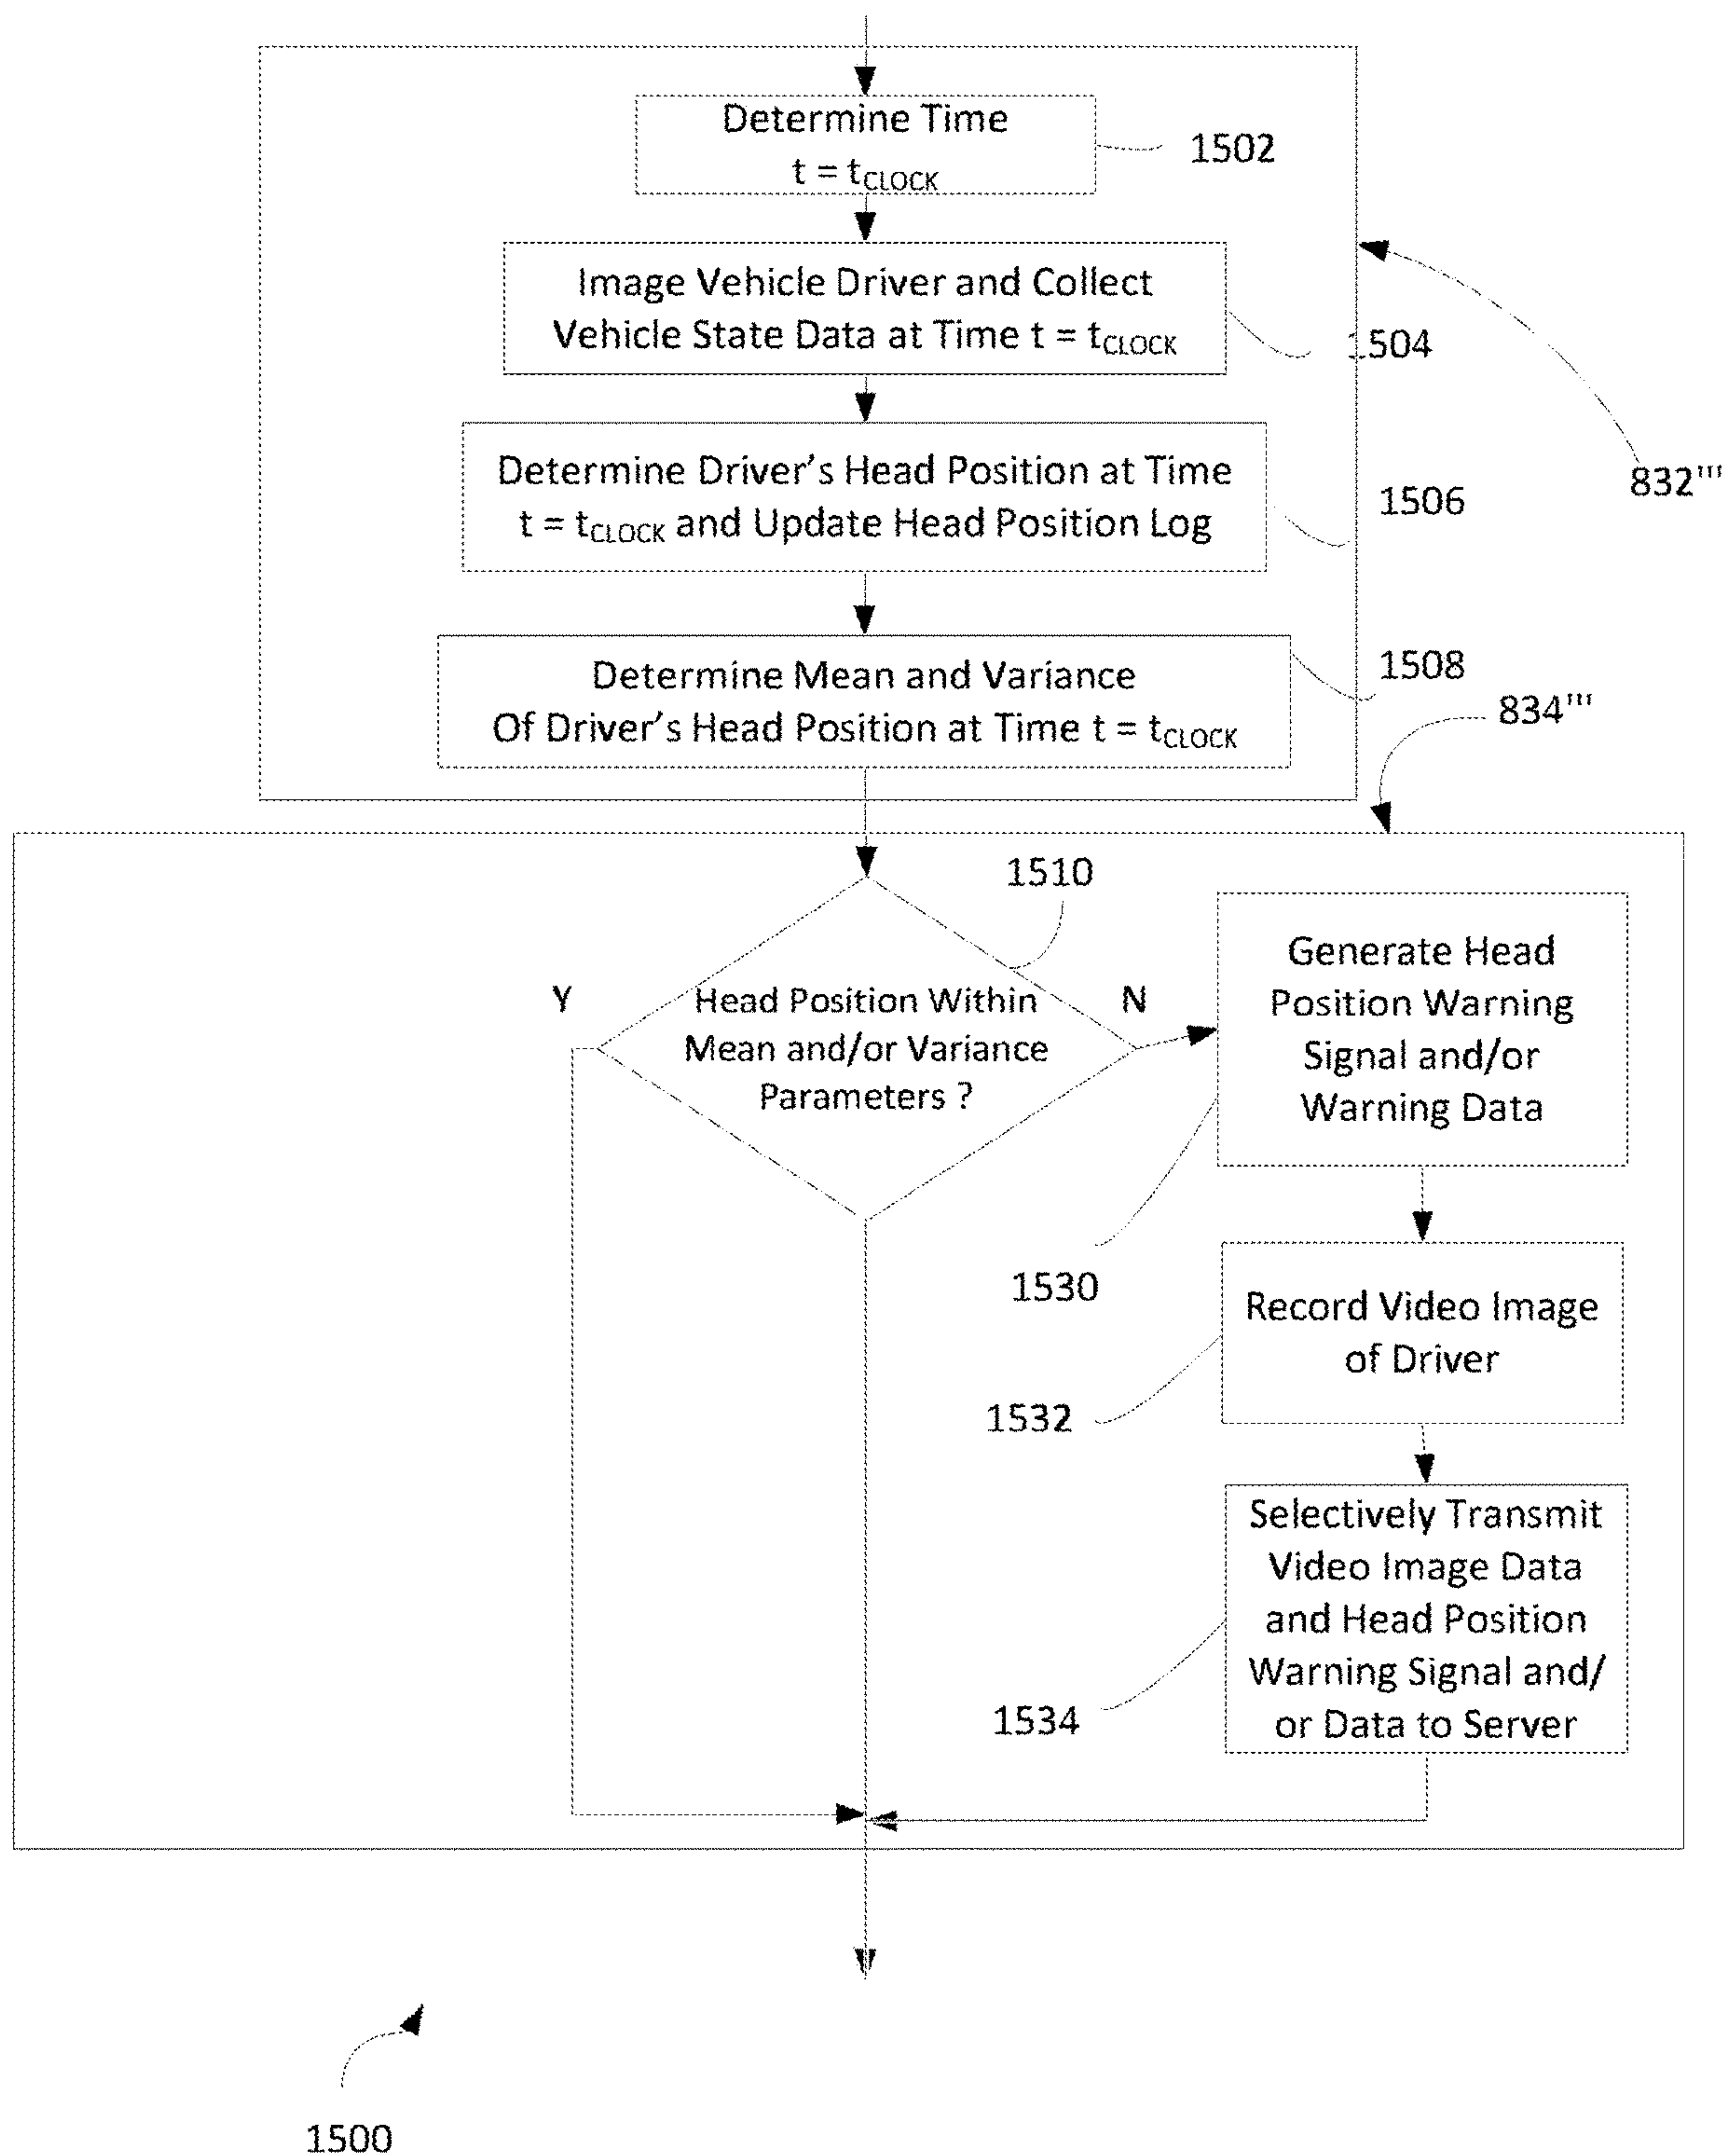 Determine Time
t = tCLOCK
1502
Image Vehicle Driver and Collect
Vehicle State Data at Time t = tCLOCK
1504
832'''
Determine Driver's Head Position at Time
t = tCLOCK and Update Head Position Log
1506
Determine Mean and Variance
Of Driver's Head Position at Time t = tCLOCK
1508
834'''
1510
Y
Head Position Within
Mean and/or Variance
Parameters ?
N
Generate Head
Position Warning
Signal and/or
Warning Data
1530
Record Video Image
of Driver
1532
Selectively Transmit
Video Image Data
and Head Position
Warning Signal and/
or Data to Server
1534
1500